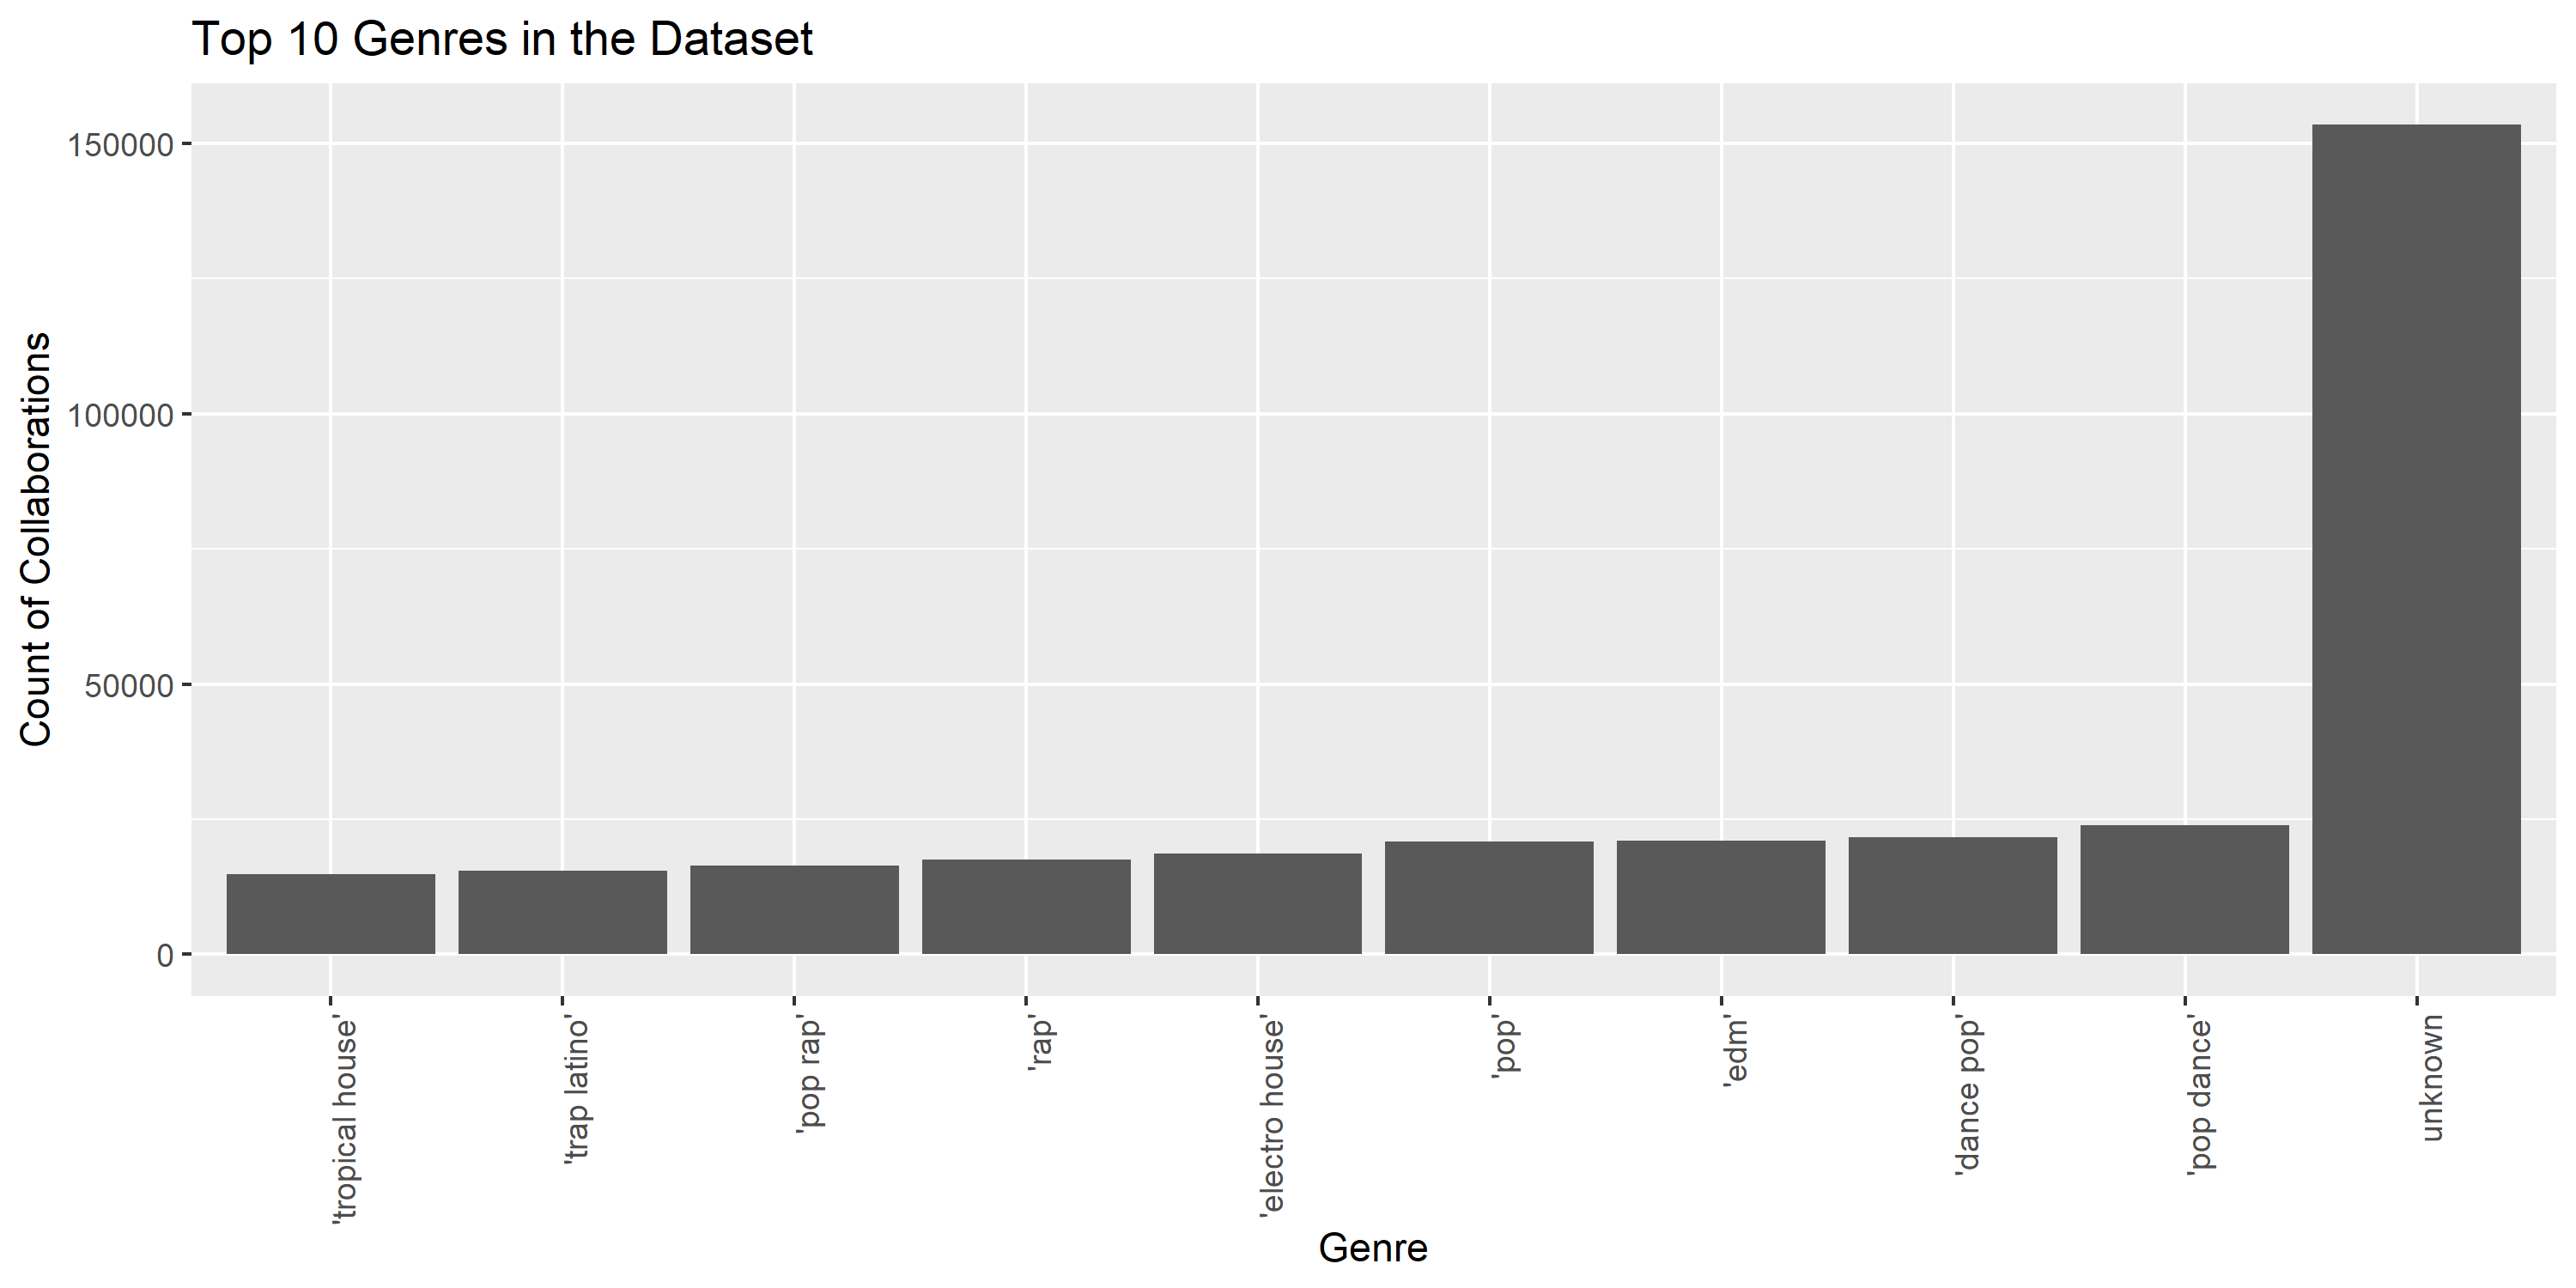 Top 10 Genres in the Dataset
Count of Collaborations
150000
100000
50000
0
'tropical house'
'trap latino'
'pop rap'
'rap'
'electro house'
'pop'
'edm'
'dance pop'
'pop dance'
unknown
Genre